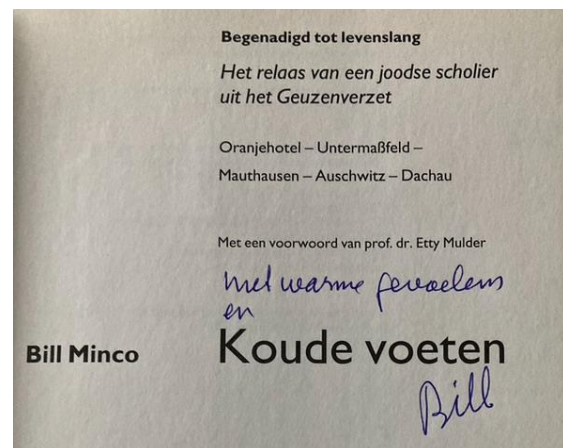 Begenadigd tot levenslang
Het relaas van een joodse scholier
uit het Geuzenverzet
Oranjehotel – Untermaßfeld –
Mauthausen – Auschwitz – Dachau
Met een voorwoord van prof. dr. Etty Mulder
met warme gevoelens
en
Bill Minco
Koude voeten
Bill